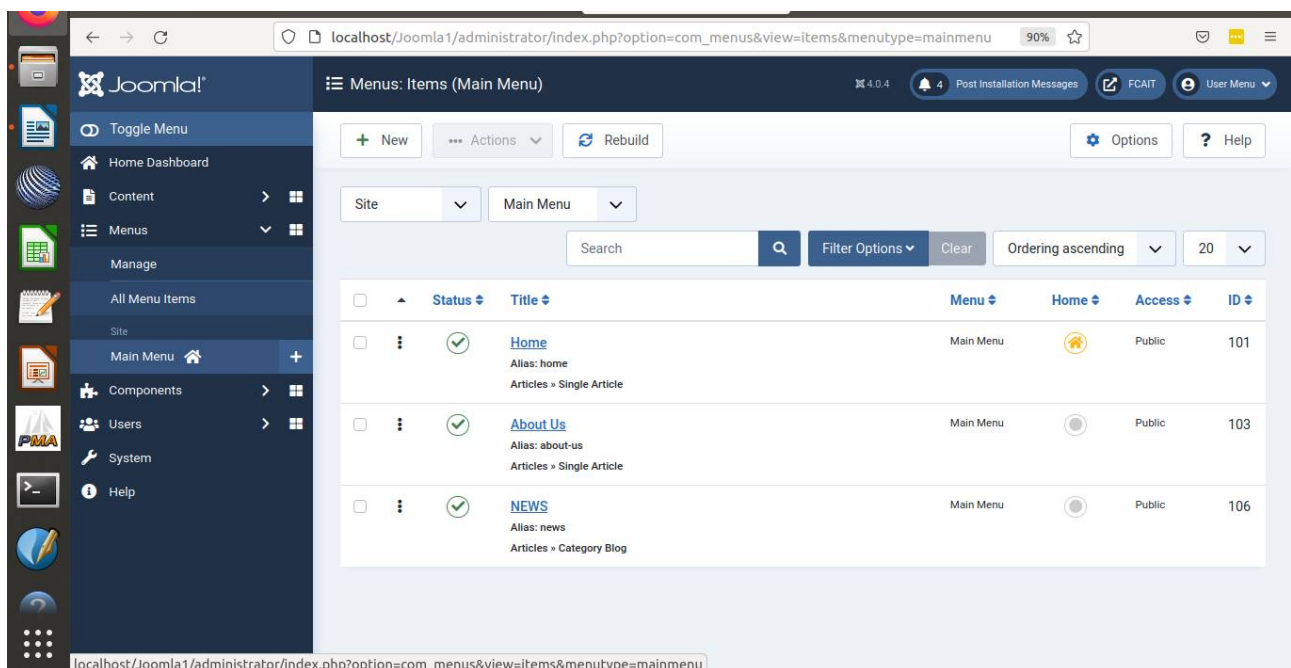 localhost/Joomla1/administrator/index.php?option=com_menus&view=items&menutype=mainmenu 90%
Joomla!®
Menus: Items (Main Menu) 4.0.4 4 Post Installation Messages FCAIT User Menu
Toggle Menu
Home Dashboard
Content
Menus
Manage
All Menu Items
Site
Main Menu
Components
Users
System
Help
PMA
+ New Actions Rebuild Options ? Help
Site Main Menu
Search Filter Options Clear Ordering ascending 20
Status Title Menu Home Access ID
Home Main Menu Public 101
Alias: home
Articles » Single Article
About Us Main Menu Public 103
Alias: about-us
Articles » Single Article
NEWS Main Menu Public 106
Alias: news
Articles » Category Blog
localhost/Joomla1/administrator/index.php?option=com_menus&view=items&menutype=mainmenu